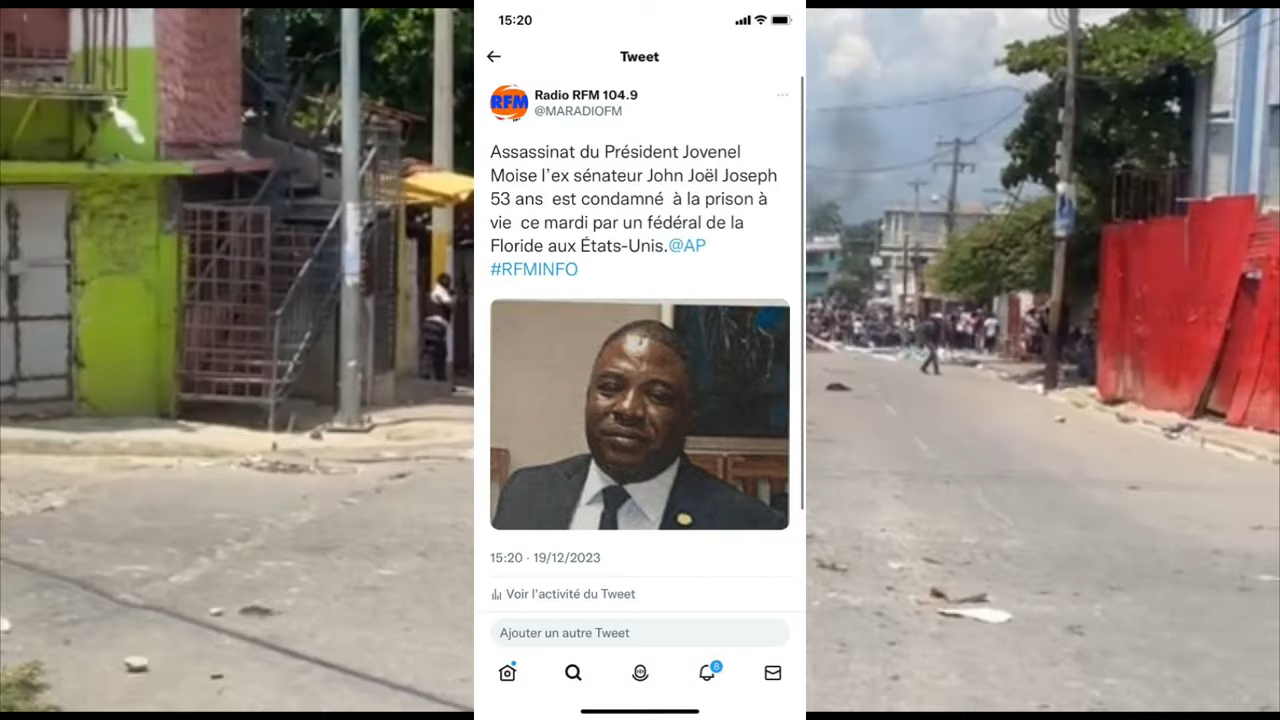 15:20
Tweet
RFM
Radio RFM 104.9
@MARADIOFM
Assassinat du Président Jovenel
Moise l'ex sénateur John Joël Joseph
53 ans est condamné à la prison à
vie ce mardi par un fédéral de la
Floride aux États-Unis.@AP
#RFMINFO
15:20 · 19/12/2023
Voir l'activité du Tweet
Ajouter un autre Tweet
8